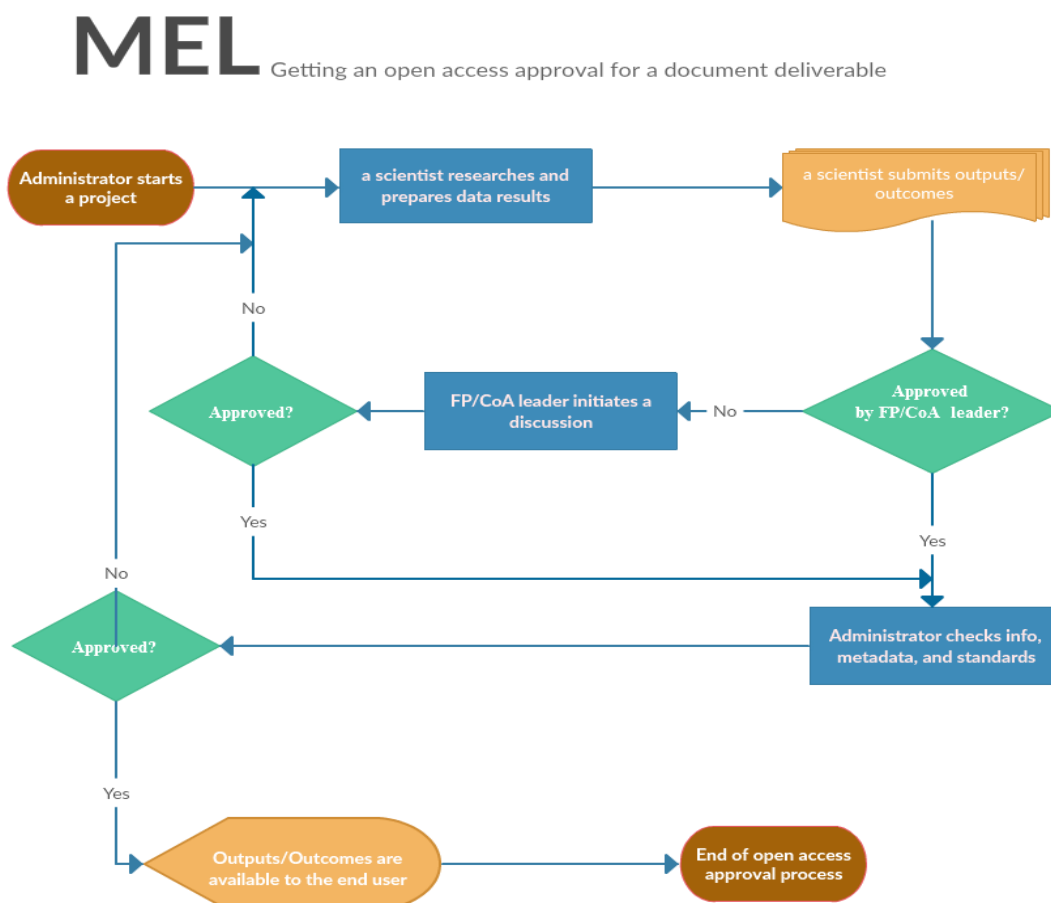 MEL Getting an open access approval for a document deliverable
Administrator starts
a project
a scientist researches and
prepares data results
a scientist submits outputs/
outcomes
No
Approved?
FP/CoA leader initiates a
discussion
No
Approved
by FP/CoA leader?
Yes
Yes
No
Approved?
Administrator checks info,
metadata, and standards
Yes
Outputs/Outcomes are
available to the end user
End of open access
approval process